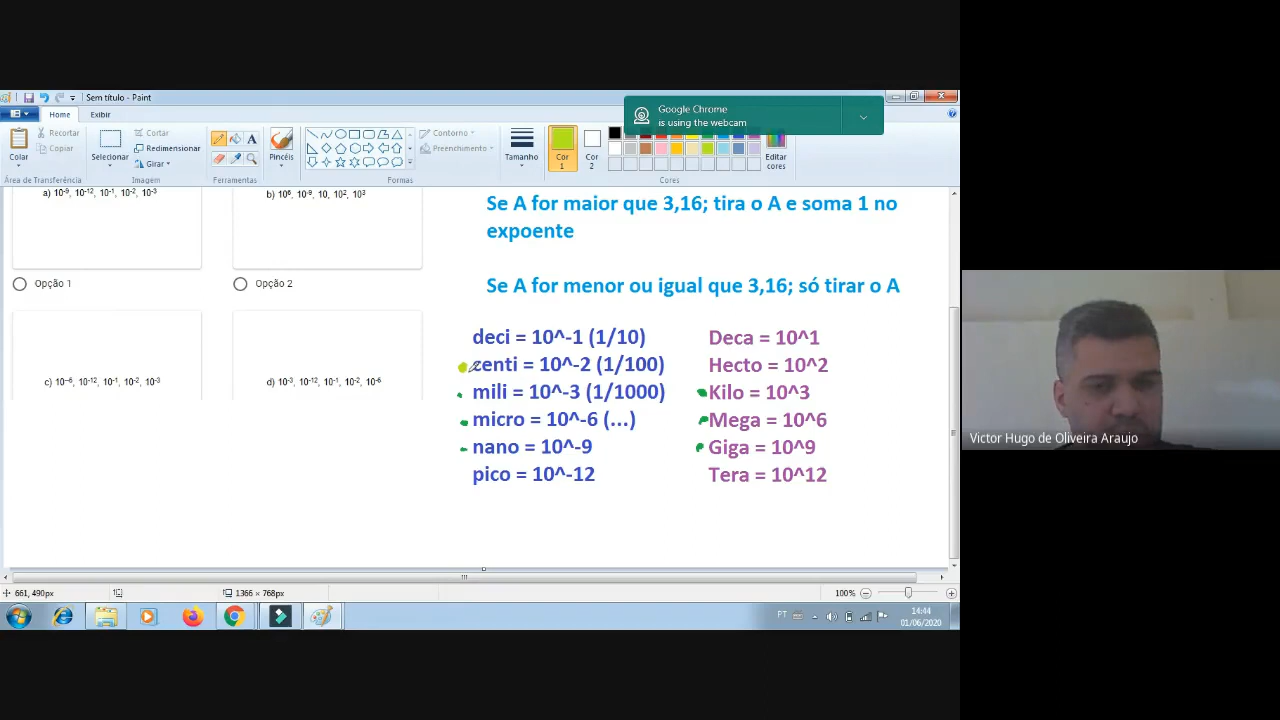 Sem título - Paint
Google Chrome
is using the webcam
Home
Exibir
Colar
Recortar
Copiar
Área de Transferência
Selecionar
Cortar
Redimensionar
Girar
Imagem
A
Ferramentas
Pincéis
Contorno
Preenchimento
Formas
Tamanho
Cor
1
Cor
2
Editar
cores
Cores
a) 10⁻⁹, 10⁻¹², 10⁻¹, 10⁻², 10⁻³
b) 10⁶, 10⁻⁹, 10, 10², 10³
Opção 1
Opção 2
c) 10⁻⁶, 10⁻¹², 10⁻¹, 10⁻², 10⁻³
d) 10⁻³, 10⁻¹², 10⁻¹, 10⁻², 10⁻⁶
Se A for maior que 3,16; tira o A e soma 1 no
expoente
Se A for menor ou igual que 3,16; só tirar o A
deci = 10^-1 (1/10)
centi = 10^-2 (1/100)
mili = 10^-3 (1/1000)
micro = 10^-6 (...)
nano = 10^-9
pico = 10^-12
Deca = 10^1
Hecto = 10^2
Kilo = 10^3
Mega = 10^6
Giga = 10^9
Tera = 10^12
Victor Hugo de Oliveira Araujo
661, 490px
1366 × 768px
100%
PT
14:44
01/06/2020